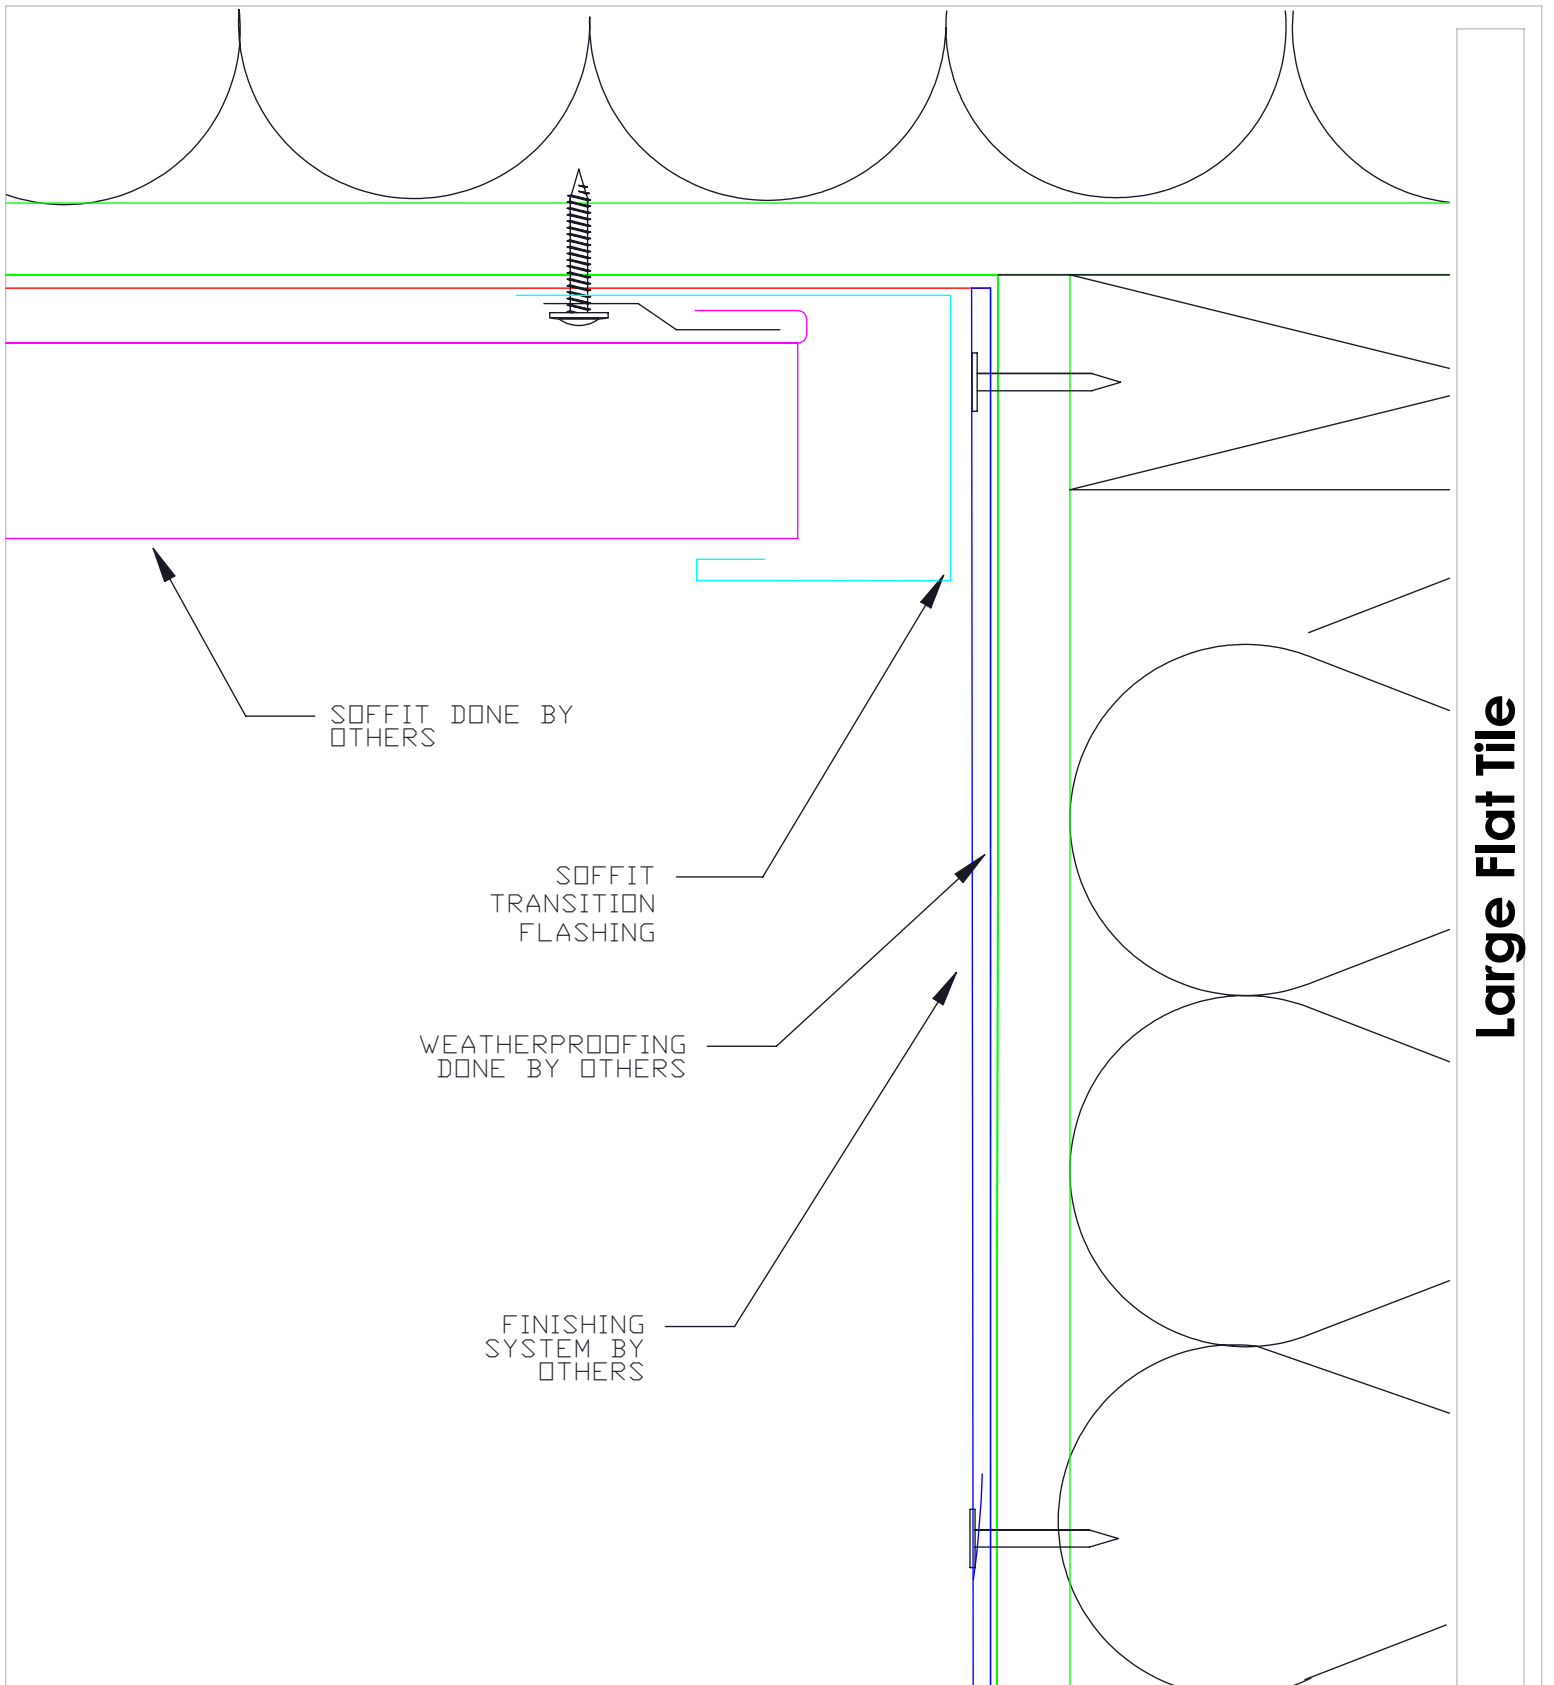 SOFFIT DONE BY
OTHERS
SOFFIT
TRANSITION
FLASHING
WEATHERPROOFING
DONE BY OTHERS
FINISHING
SYSTEM BY
OTHERS
Large Flat Tile